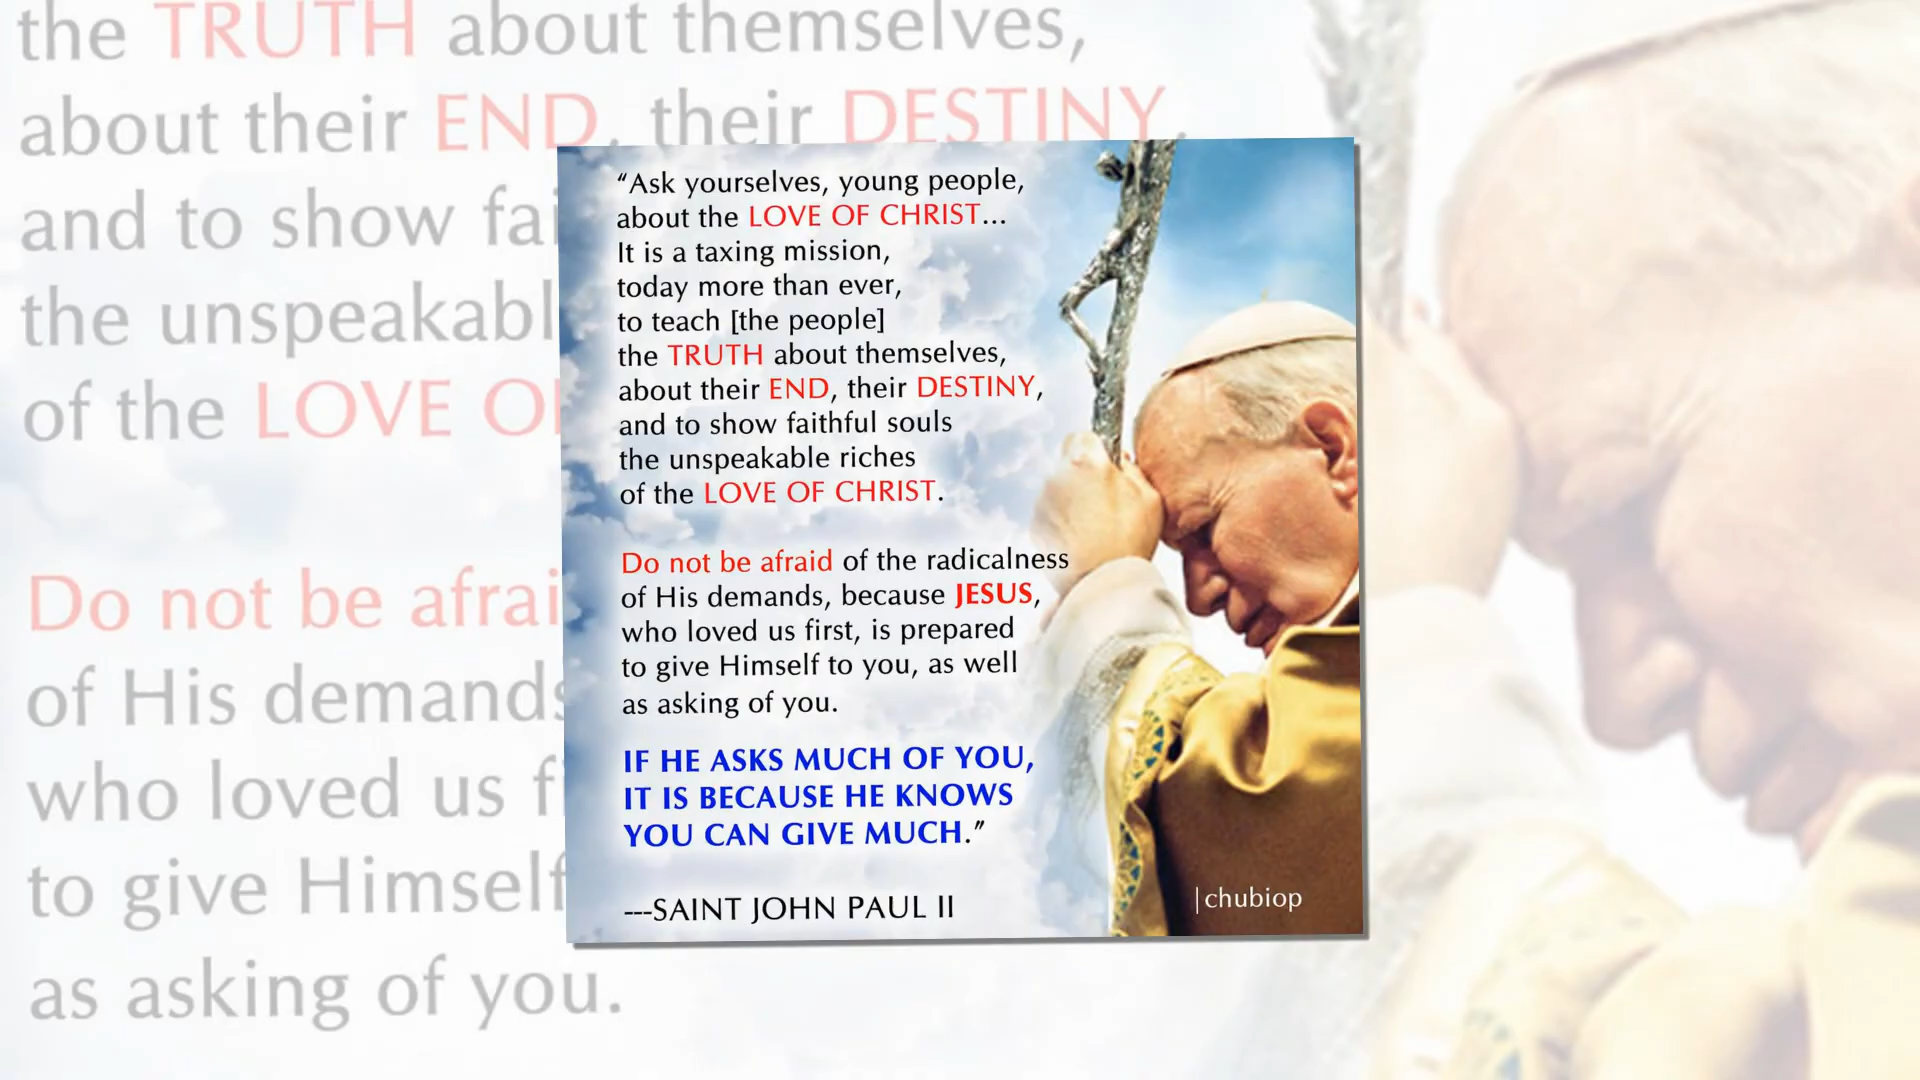 the TRUTH about themselves,
about their END, their DESTINY,
and to show fai
the unspeakabl
of the LOVE O
Do not be afrai
of His demands
who loved us f
to give Himself
as asking of you.
“Ask yourselves, young people,
about the LOVE OF CHRIST...
It is a taxing mission,
today more than ever,
to teach [the people]
the TRUTH about themselves,
about their END, their DESTINY,
and to show faithful souls
the unspeakable riches
of the LOVE OF CHRIST.
Do not be afraid of the radicalness
of His demands, because JESUS,
who loved us first, is prepared
to give Himself to you, as well
as asking of you.
IF HE ASKS MUCH OF YOU,
IT IS BECAUSE HE KNOWS
YOU CAN GIVE MUCH.”
---SAINT JOHN PAUL II
|chubiop